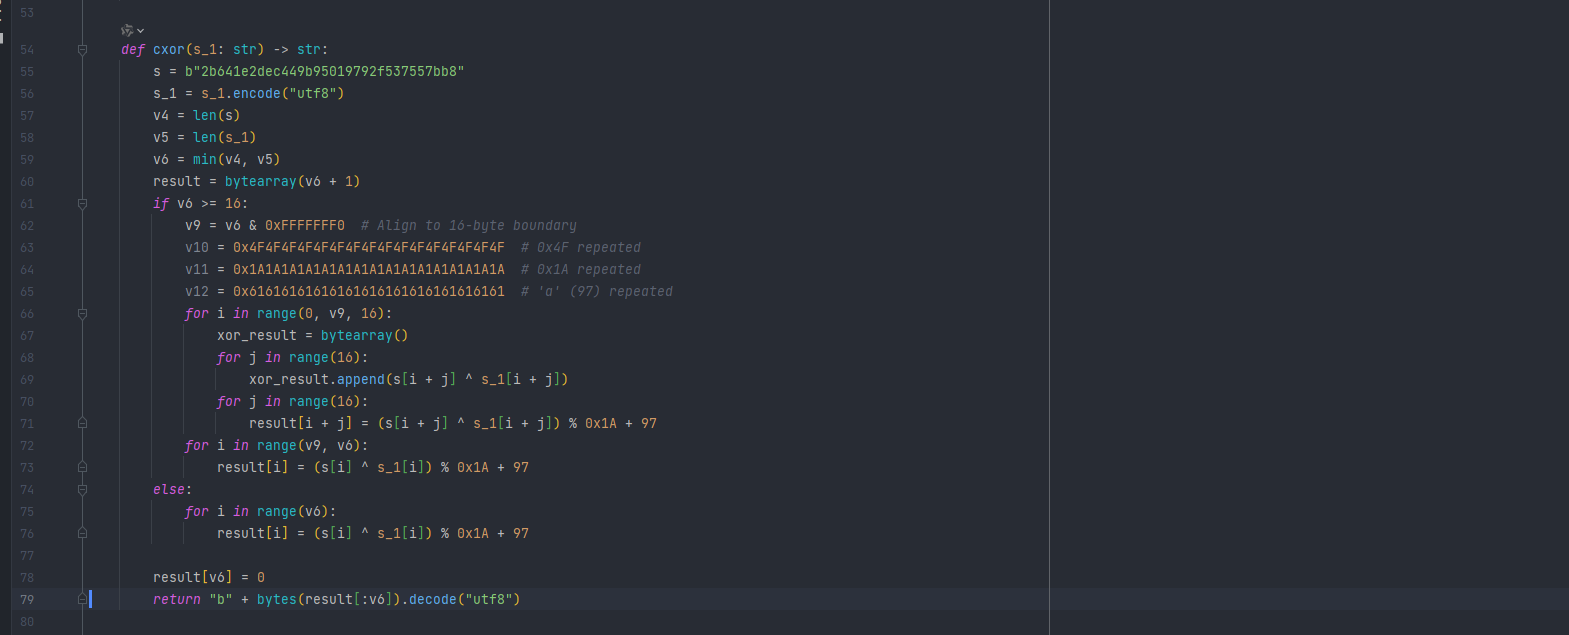 53
54 def cxor(s_1: str) -> str:
55 s = b"2b641e2dec449b95019792f537557bb8"
56 s_1 = s_1.encode("utf8")
57 v4 = len(s)
58 v5 = len(s_1)
59 v6 = min(v4, v5)
60 result = bytearray(v6 + 1)
61 if v6 >= 16:
62 v9 = v6 & 0xFFFFFFF0  # Align to 16-byte boundary
63 v10 = 0x4F4F4F4F4F4F4F4F4F4F4F4F4F4F4F4F  # 0x4F repeated
64 v11 = 0x1A1A1A1A1A1A1A1A1A1A1A1A1A1A1A1A  # 0x1A repeated
65 v12 = 0x61616161616161616161616161616161  # 'a' (97) repeated
66 for i in range(0, v9, 16):
67 xor_result = bytearray()
68 for j in range(16):
69 xor_result.append(s[i + j] ^ s_1[i + j])
70 for j in range(16):
71 result[i + j] = (s[i + j] ^ s_1[i + j]) % 0x1A + 97
72 for i in range(v9, v6):
73 result[i] = (s[i] ^ s_1[i]) % 0x1A + 97
74 else:
75 for i in range(v6):
76 result[i] = (s[i] ^ s_1[i]) % 0x1A + 97
77
78 result[v6] = 0
79 return "b" + bytes(result[:v6]).decode("utf8")
80